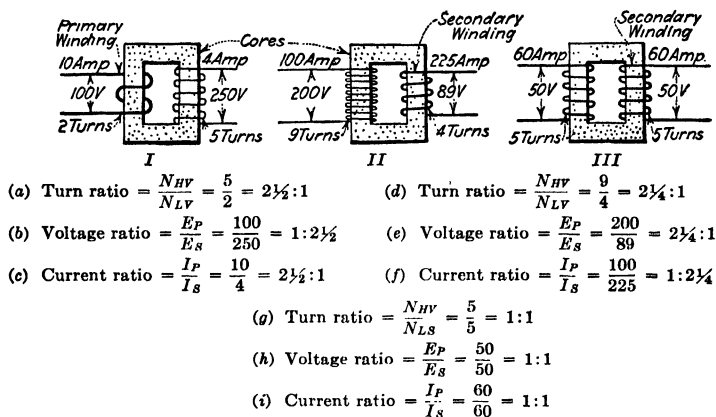 Primary Winding
Cores
Secondary Winding
Secondary Winding
10Amp
4Amp
100Amp
225Amp
60Amp
60Amp.
100V
250V
200V
89V
50V
50V
2Turns
5Turns
9Turns
4Turns
5Turns
5Turns
I
II
III
(a) Turn ratio = N_HV/N_LV = 5/2 = 2½:1
(d) Turn ratio = N_HV/N_LV = 9/4 = 2¼:1
(b) Voltage ratio = E_P/E_S = 100/250 = 1:2½
(e) Voltage ratio = E_P/E_S = 200/89 = 2¼:1
(c) Current ratio = I_P/I_S = 10/4 = 2½:1
(f) Current ratio = I_P/I_S = 100/225 = 1:2¼
(g) Turn ratio = N_HV/N_LS = 5/5 = 1:1
(h) Voltage ratio = E_P/E_S = 50/50 = 1:1
(i) Current ratio = I_P/I_S = 60/60 = 1:1